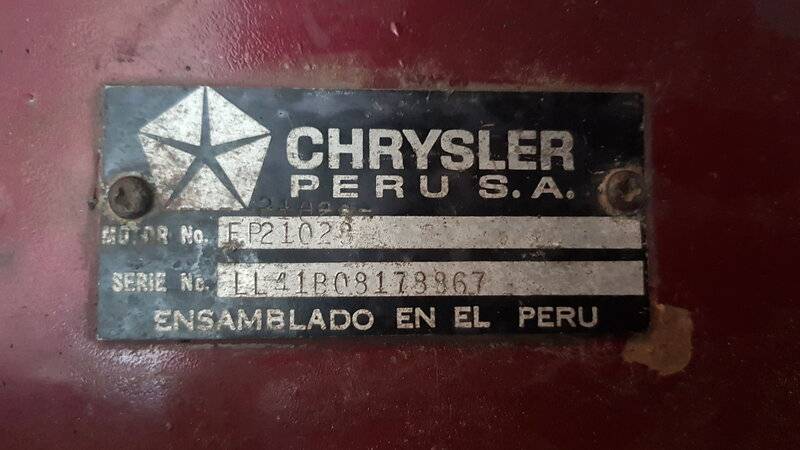 CHRYSLER
PERU S.A.
MOTOR No. EP21028
SERIE No. LL41B08178867
ENSAMBLADO EN EL PERU